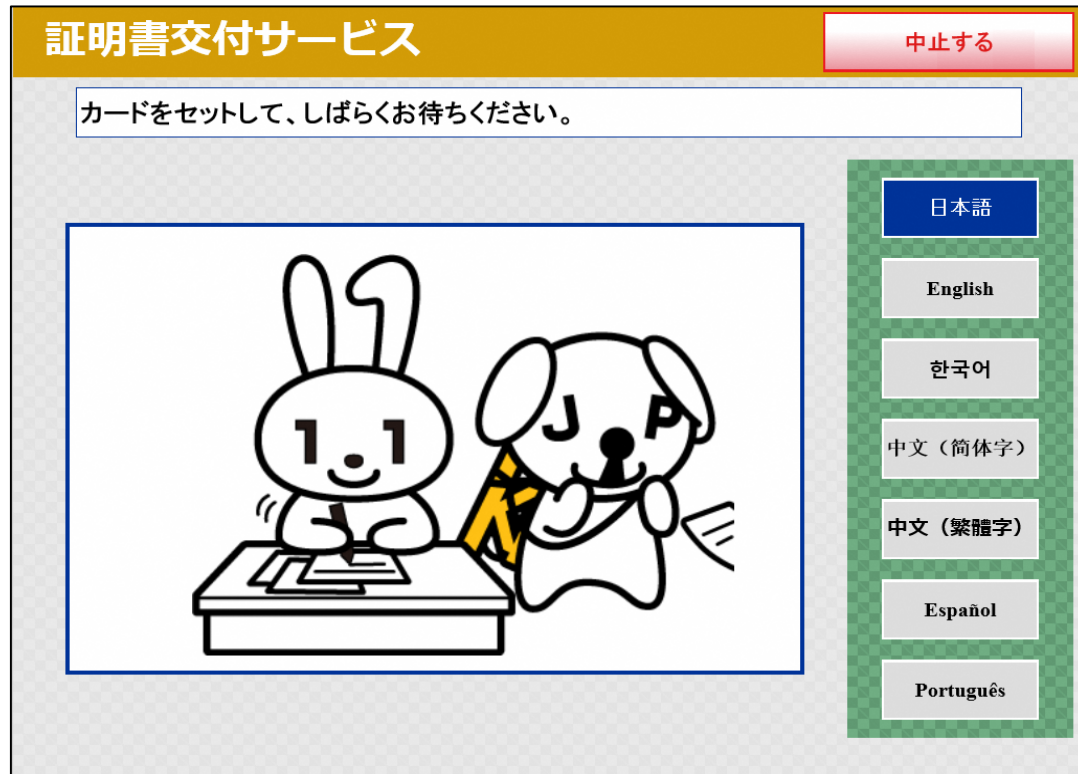 証明書交付サービス
中止する
カードをセットして、しばらくお待ちください。
日本語
English
한국어
中文（简体字）
中文（繁體字）
Español
Português
1 1
J P